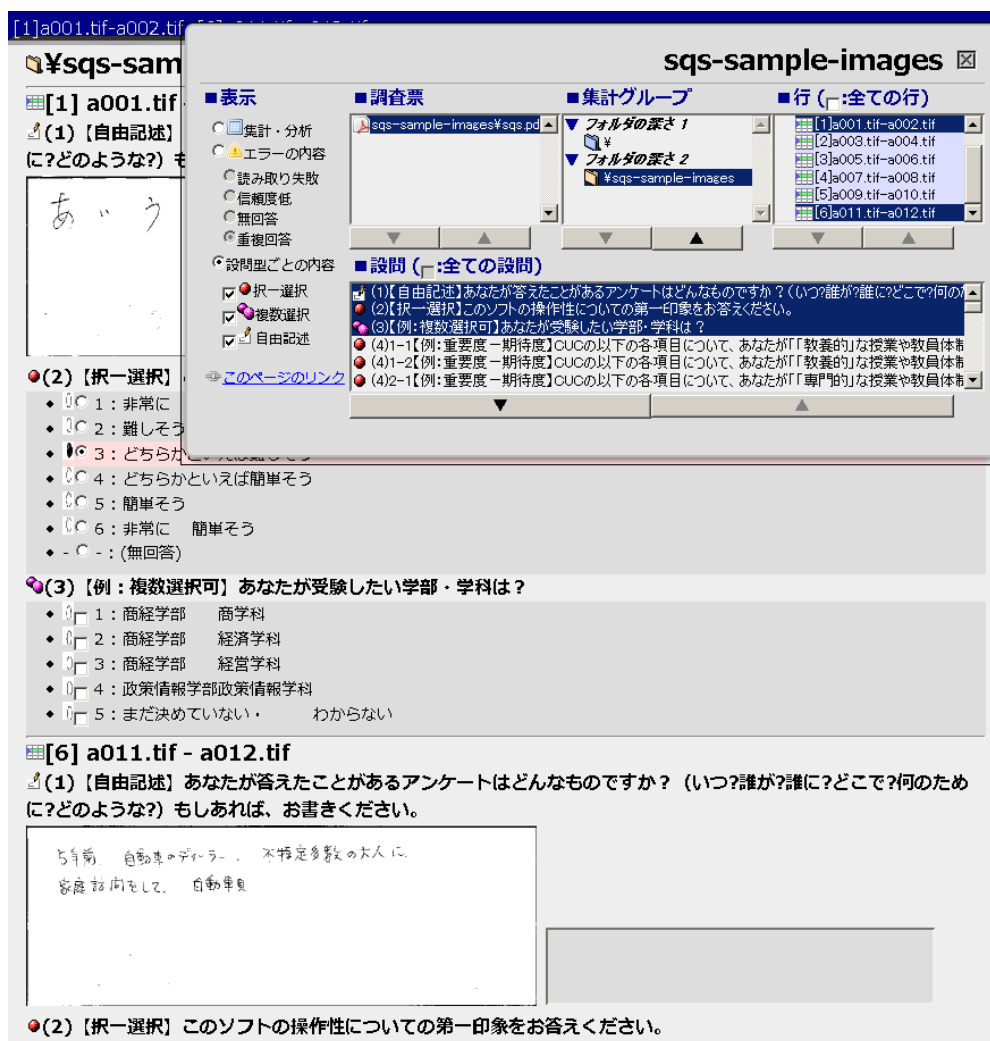 [1]a001.tif-a002.tif
¥sqs-sam
[1] a001.tif
(1)【自由記述】
に?どのような?) も
あ い う
sqs-sample-images
■表示
集計・分析
エラーの内容
読み取り失敗
信頼度低
無回答
重複回答
設問型ごとの内容
択一選択
複数選択
自由記述
このページのリンク
■調査票
sqs-sample-images¥sqs.pd
■集計グループ
▼ フォルダの深さ 1
¥
▼ フォルダの深さ 2
¥sqs-sample-images
■行 (□:全ての行)
[1]a001.tif-a002.tif
[2]a003.tif-a004.tif
[3]a005.tif-a006.tif
[4]a007.tif-a008.tif
[5]a009.tif-a010.tif
[6]a011.tif-a012.tif
■設問 (□:全ての設問)
(1)【自由記述】あなたが答えたことがあるアンケートはどんなものですか？(いつ?誰が?誰に?どこで?何の
(2)【択一選択】このソフトの操作性についての第一印象をお答えください。
(3)【例:複数選択可】あなたが受験したい学部・学科は？
(4)1-1【例:重要度－期待度】CUCの以下の各項目について、あなたが「「教養的」な授業や教員体制
(4)1-2【例:重要度－期待度】CUCの以下の各項目について、あなたが「「教養的」な授業や教員体制
(4)2-1【例:重要度－期待度】CUCの以下の各項目について、あなたが「「専門的」な授業や教員体制
(2)【択一選択】
1：非常に
2：難しそう
3：どちらかといえば難しそう
4：どちらかといえば簡単そう
5：簡単そう
6：非常に 簡単そう
- -：(無回答)
(3)【例：複数選択可】あなたが受験したい学部・学科は？
1：商経学部 商学科
2：商経学部 経済学科
3：商経学部 経営学科
4：政策情報学部政策情報学科
5：まだ決めていない・ わからない
[6] a011.tif - a012.tif
(1)【自由記述】あなたが答えたことがあるアンケートはどんなものですか？（いつ?誰が?誰に?どこで?何のため
に?どのような?）もしあれば、お書きください。
5年前、自動車のディーラー、不特定多数の大人に、
家庭訪問をして、自動車見
(2)【択一選択】このソフトの操作性についての第一印象をお答えください。